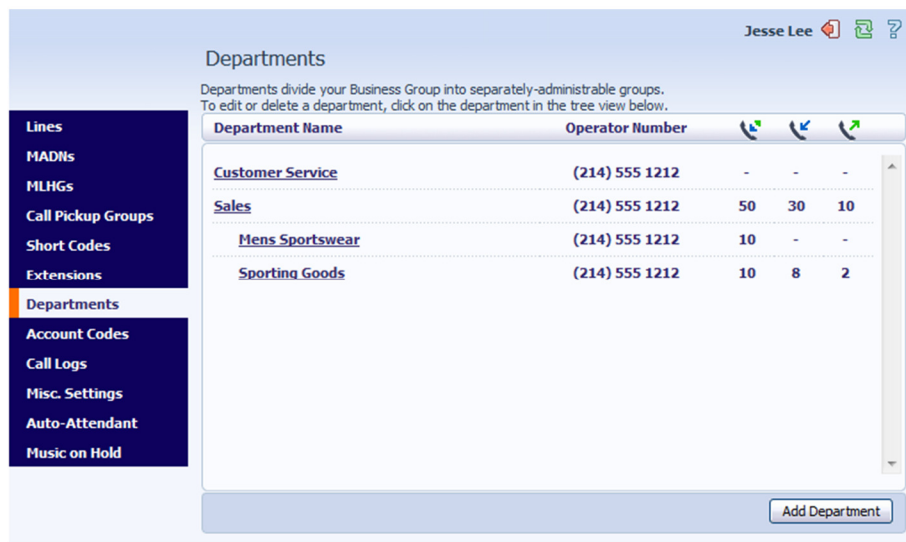 Jesse Lee
Departments
Departments divide your Business Group into separately-administrable groups.
To edit or delete a department, click on the department in the tree view below.
Lines
MADNs
MLHGs
Call Pickup Groups
Short Codes
Extensions
Departments
Account Codes
Call Logs
Misc. Settings
Auto-Attendant
Music on Hold
Department Name Operator Number
Customer Service (214) 555 1212 - - -
Sales (214) 555 1212 50 30 10
Mens Sportswear (214) 555 1212 10 - -
Sporting Goods (214) 555 1212 10 8 2
Add Department